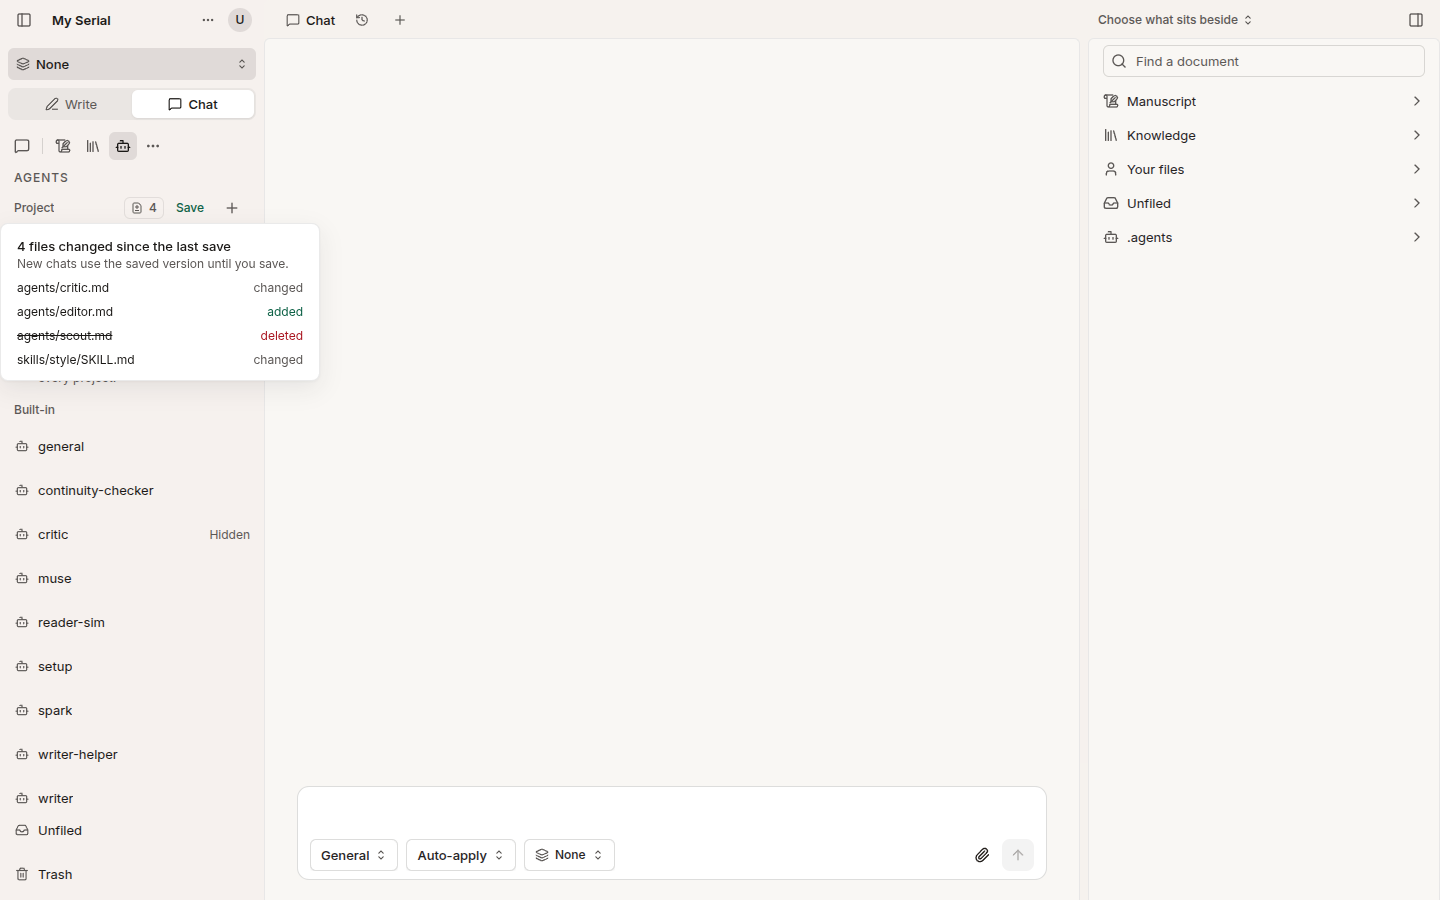 My Serial
U
None
Write
Chat
AGENTS
Project
4
Save
4 files changed since the last save
New chats use the saved version until you save.
agents/critic.md changed
agents/editor.md added
agents/scout.md deleted
skills/style/SKILL.md changed
every project.
Built-in
general
continuity-checker
critic Hidden
muse
reader-sim
setup
spark
writer-helper
writer
Unfiled
Trash
Chat
General
Auto-apply
None
Choose what sits beside
Find a document
Manuscript
Knowledge
Your files
Unfiled
.agents